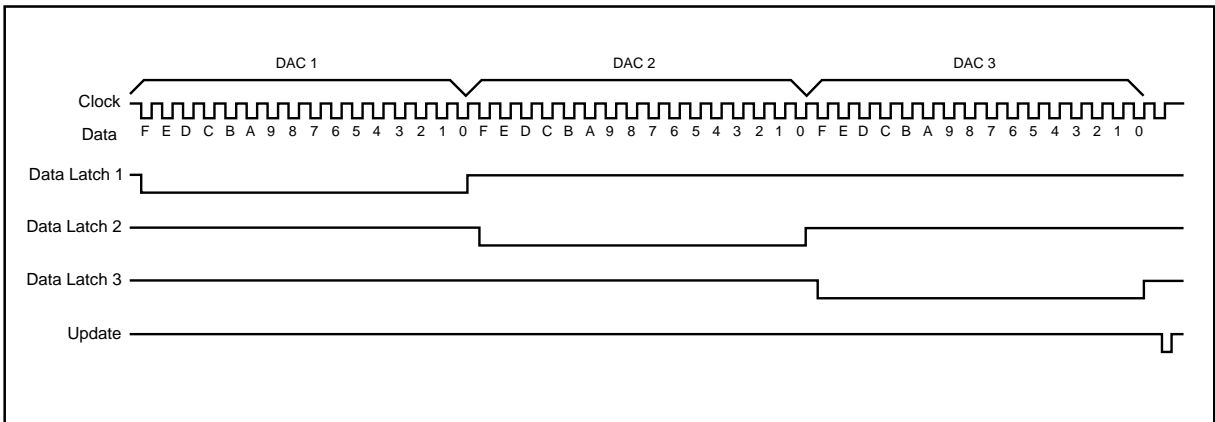 DAC 1 DAC 2 DAC 3
Clock
Data F E D C B A 9 8 7 6 5 4 3 2 1 0 F E D C B A 9 8 7 6 5 4 3 2 1 0 F E D C B A 9 8 7 6 5 4 3 2 1 0
Data Latch 1
Data Latch 2
Data Latch 3
Update